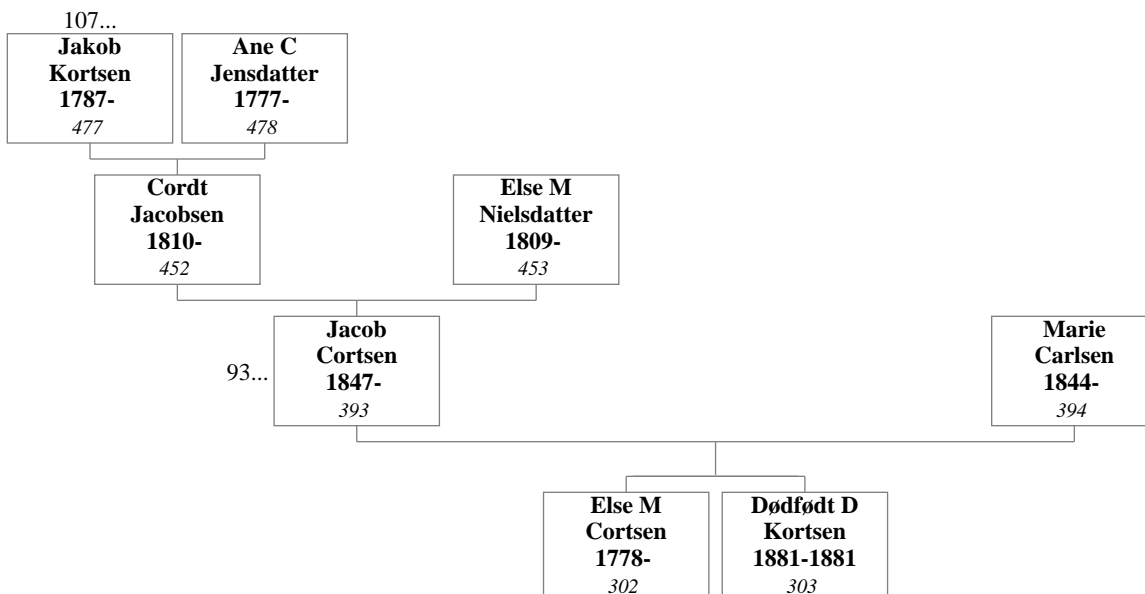 107...
Jakob
Kortsen
1787-
477
Ane C
Jensdatter
1777-
478
Cordt
Jacobsen
1810-
452
Else M
Nielsdatter
1809-
453
93...
Jacob
Cortsen
1847-
393
Marie
Carlsen
1844-
394
Else M
Cortsen
1778-
302
Dødfødt D
Kortsen
1881-1881
303